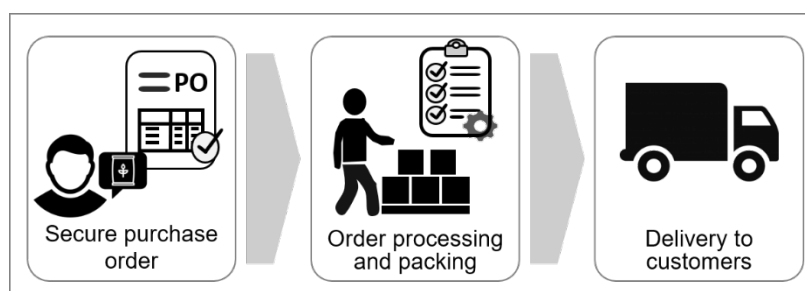 PO
Secure purchase
order
Order processing
and packing
Delivery to
customers